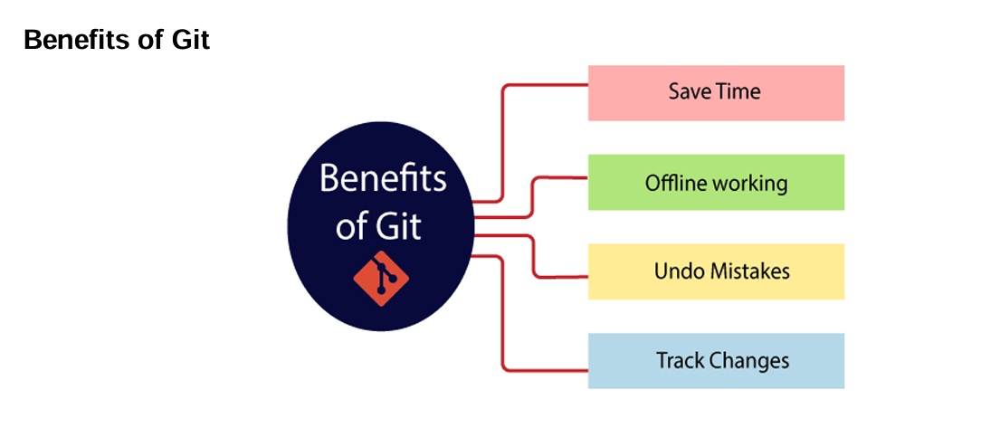 Benefits of Git
Benefits
of Git
Save Time
Offline working
Undo Mistakes
Track Changes